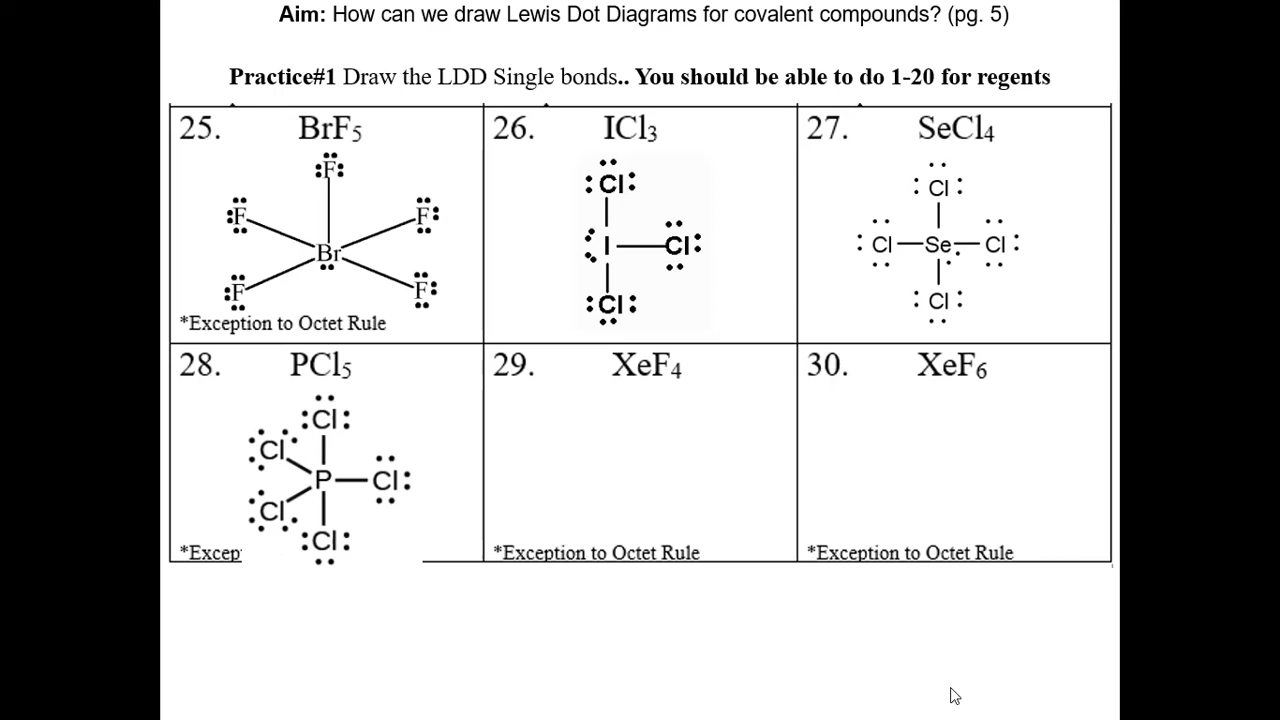 Aim: How can we draw Lewis Dot Diagrams for covalent compounds? (pg. 5)
Practice#1 Draw the LDD Single bonds.. You should be able to do 1-20 for regents
25. BrF5
F
F F
Br
F F
*Exception to Octet Rule
26. ICl3
Cl
I Cl
Cl
27. SeCl4
Cl
Cl Se Cl
Cl
28. PCl5
Cl
Cl
P Cl
Cl
Cl
*Excep
29. XeF4
*Exception to Octet Rule
30. XeF6
*Exception to Octet Rule